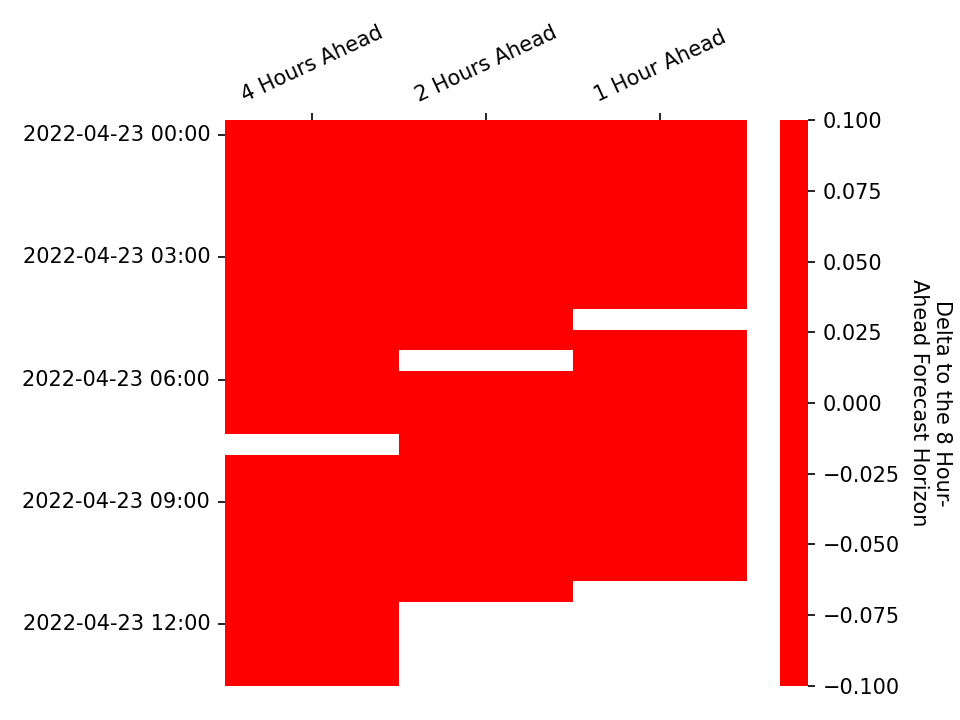 4 Hours Ahead
2 Hours Ahead
1 Hour Ahead
2022-04-23 00:00
2022-04-23 03:00
2022-04-23 06:00
2022-04-23 09:00
2022-04-23 12:00
0.100
0.075
0.050
0.025
0.000
−0.025
−0.050
−0.075
−0.100
Delta to the 8 Hour-
Ahead Forecast Horizon